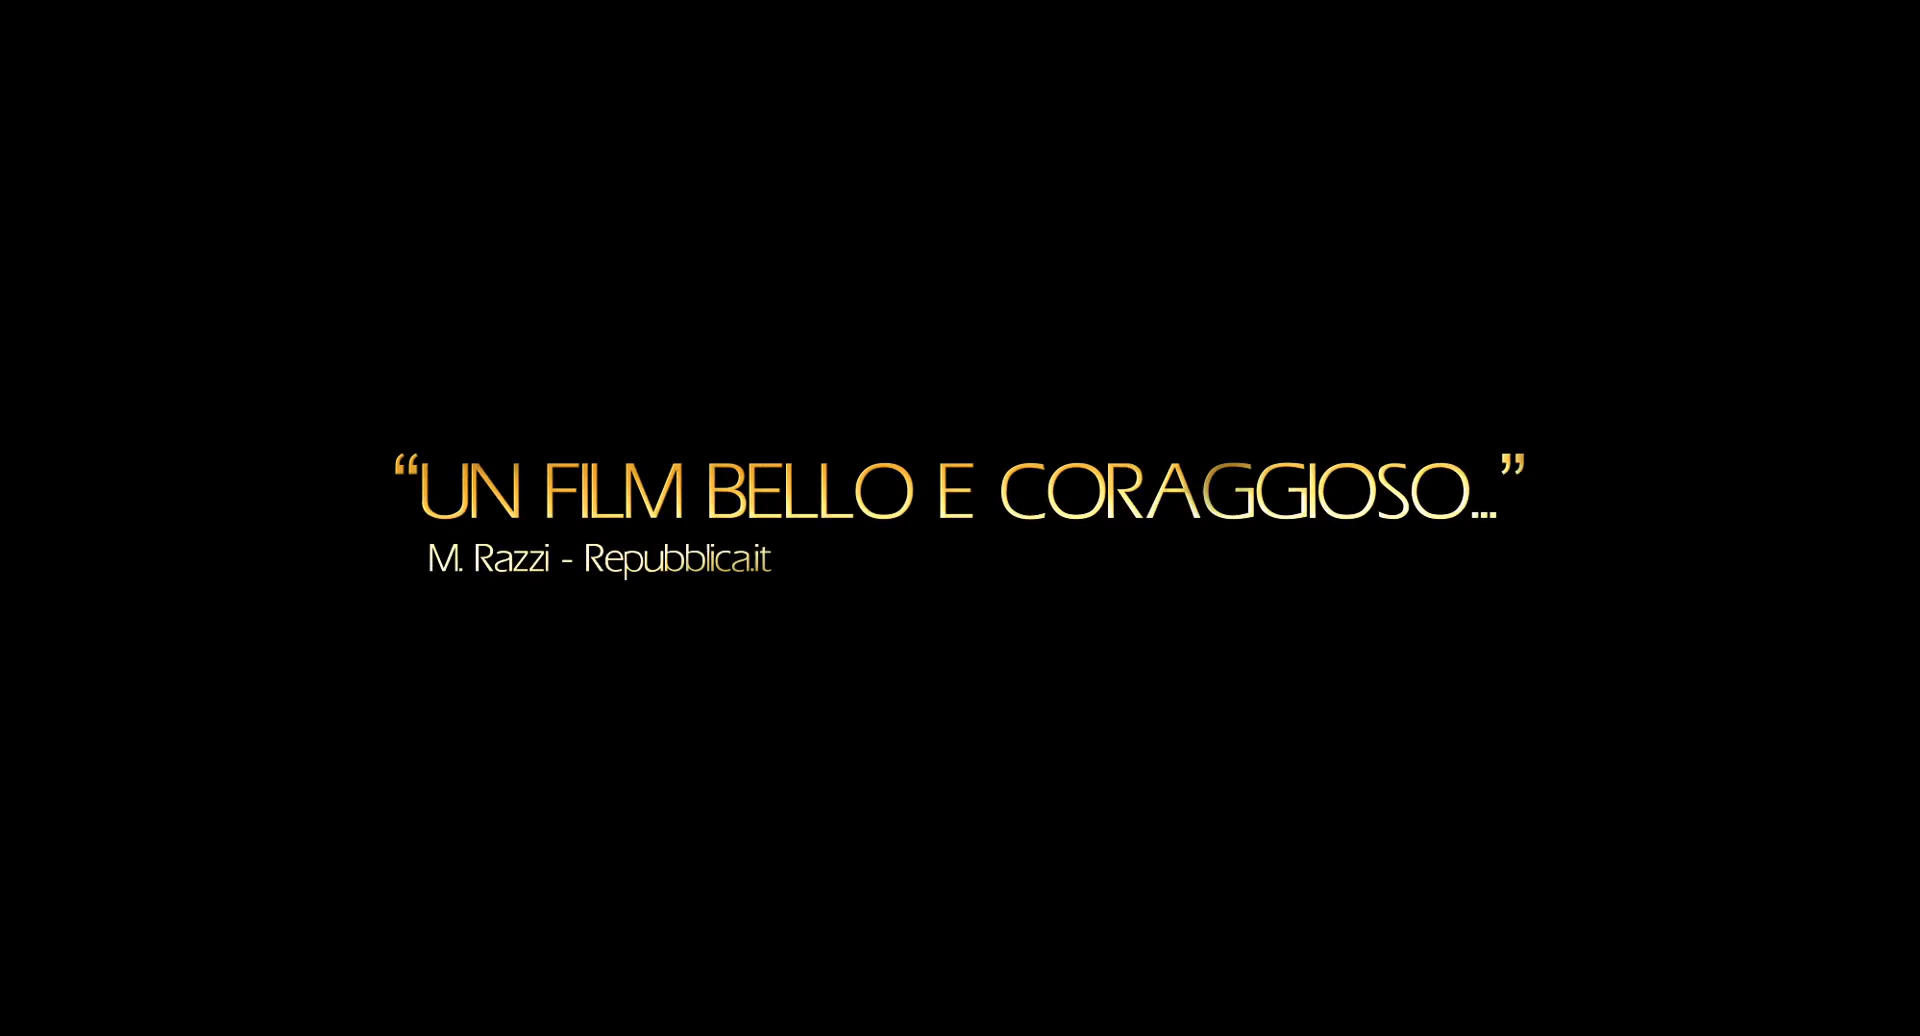 “UN FILM BELLO E CORAGGIOSO...”
M. Razzi - Repubblica.it